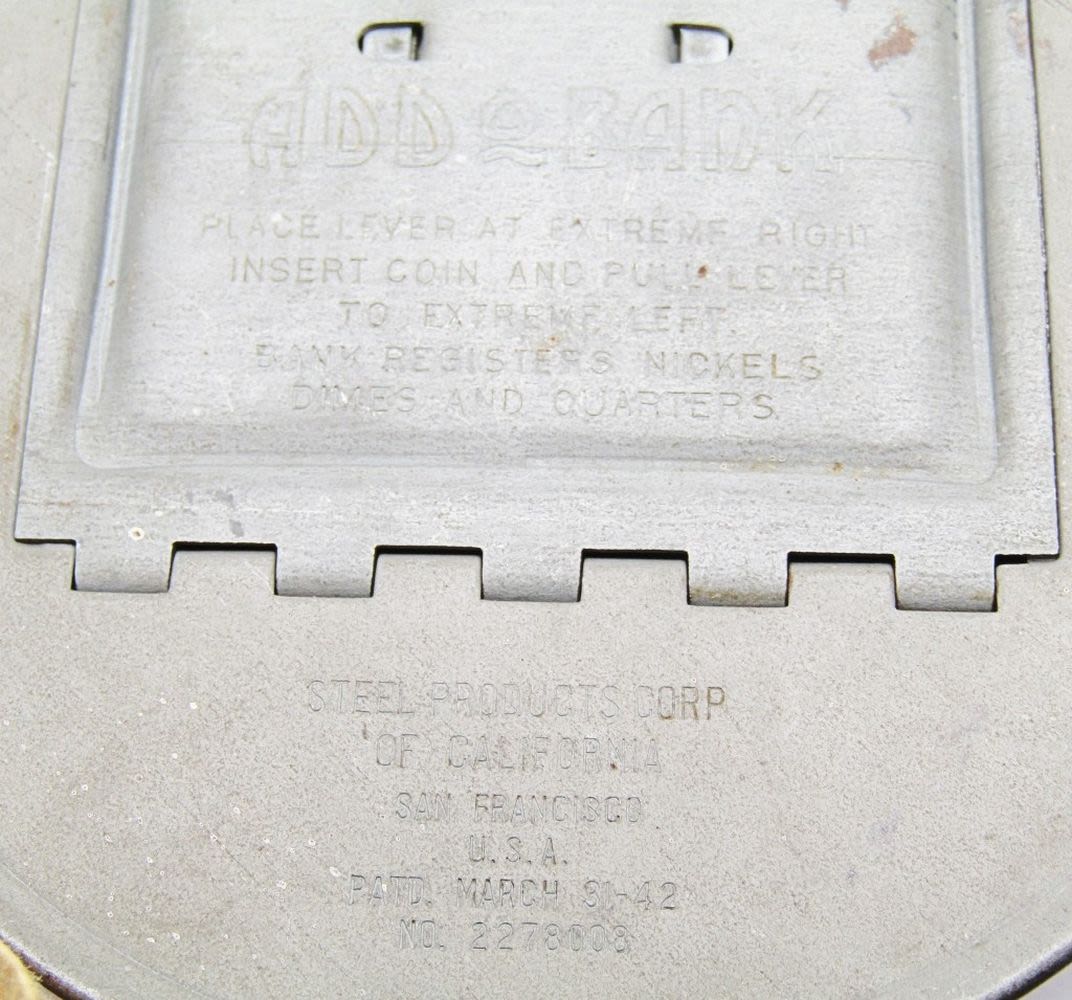 ADD O BANK
PLACE LEVER AT EXTREME RIGHT
INSERT COIN AND PULL LEVER
TO EXTREME LEFT.
BANK REGISTERS NICKELS
DIMES AND QUARTERS
STEEL PRODUCTS CORP
OF CALIFORNIA
SAN FRANCISCO
U.S.A.
PATD. MARCH 31-42
NO. 2278008